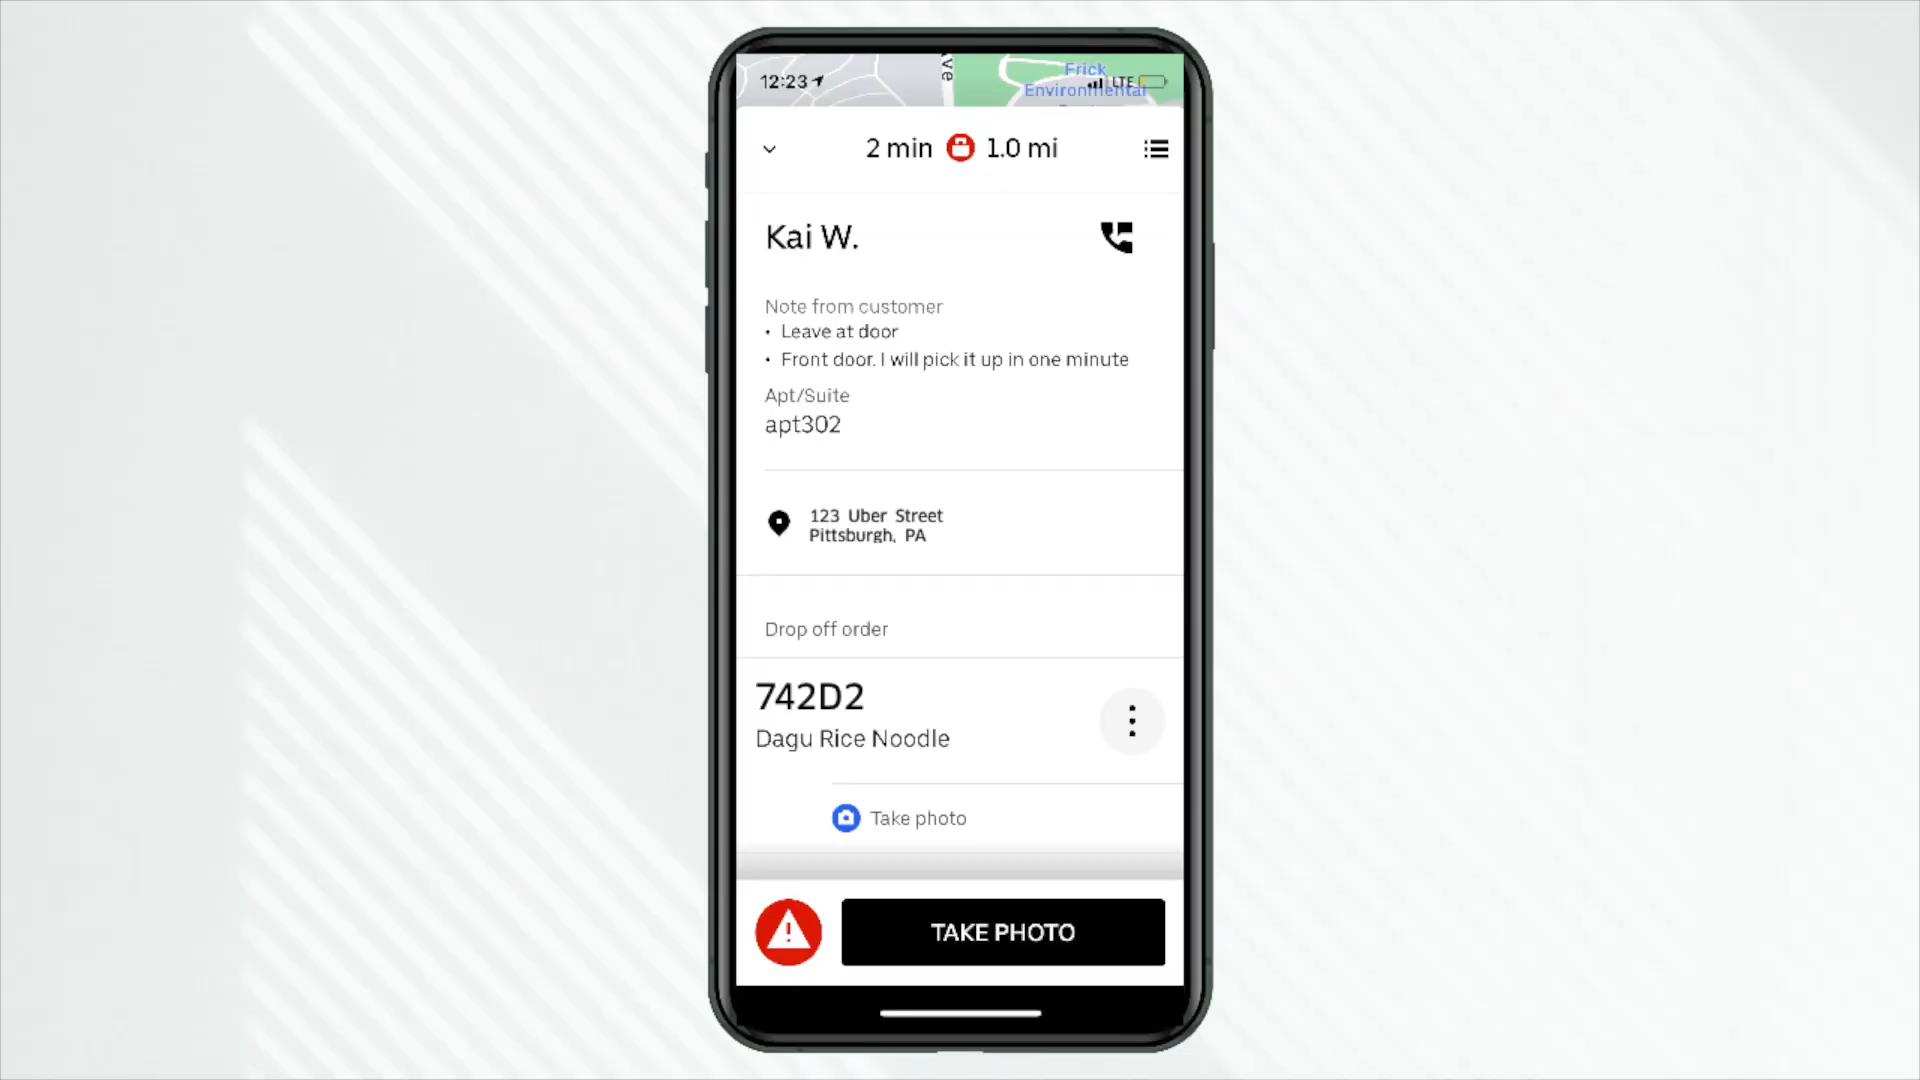 Ave
Frick
12:23
LTE
Environmental
2 min 1.0 mi
Kai W.
Note from customer
• Leave at door
• Front door. I will pick it up in one minute
Apt/Suite
apt302
123 Uber Street
Pittsburgh, PA
Drop off order
742D2
Dagu Rice Noodle
Take photo
TAKE PHOTO